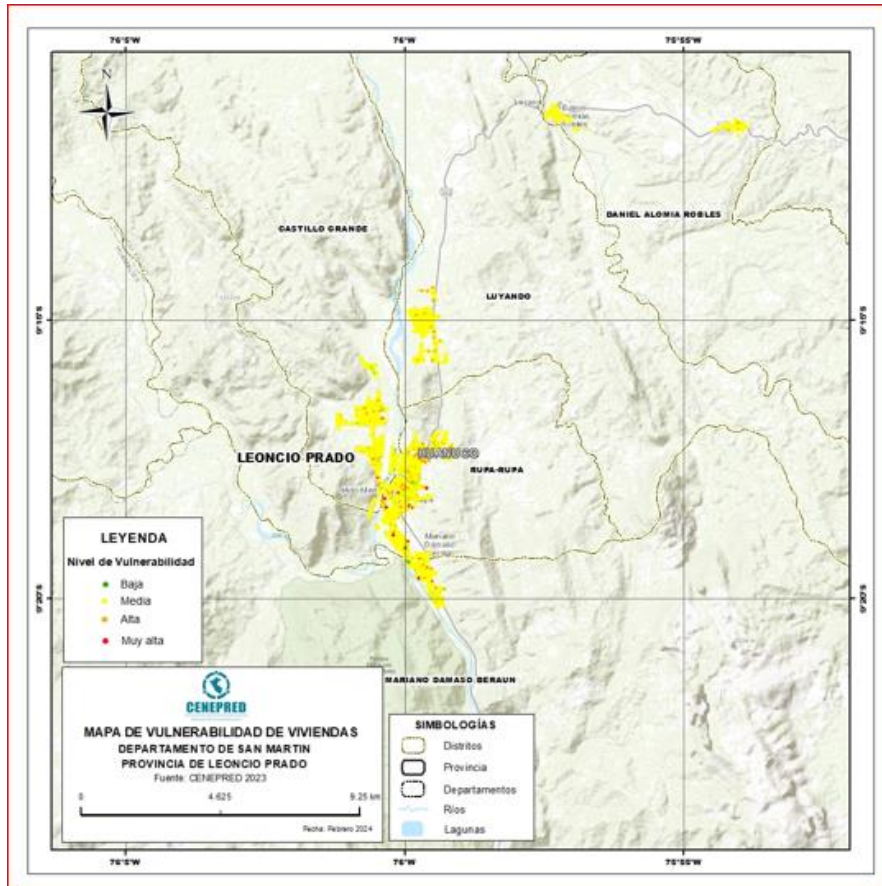 76°5'W
76°W
75°55'W
N
CASTILLO GRANDE
DANIEL ALOMIA ROBLES
LUYANDO
9°15'S
9°15'S
LEONCIO PRADO
HUANUCO
RUPA-RUPA
LEYENDA
Nivel de Vulnerabilidad
Baja
Media
Alta
Muy alta
9°20'S
9°20'S
MARIANO DAMASO BERAUN
CENEPRED
MAPA DE VULNERABILIDAD DE VIVIENDAS
DEPARTAMENTO DE SAN MARTIN
PROVINCIA DE LEONCIO PRADO
Fuente: CENEPRED 2023
0 4.625 9.25 km
Fecha: Febrero 2024
SIMBOLOGÍAS
Distritos
Provincia
Departamentos
Ríos
Lagunas
76°5'W
76°W
75°55'W